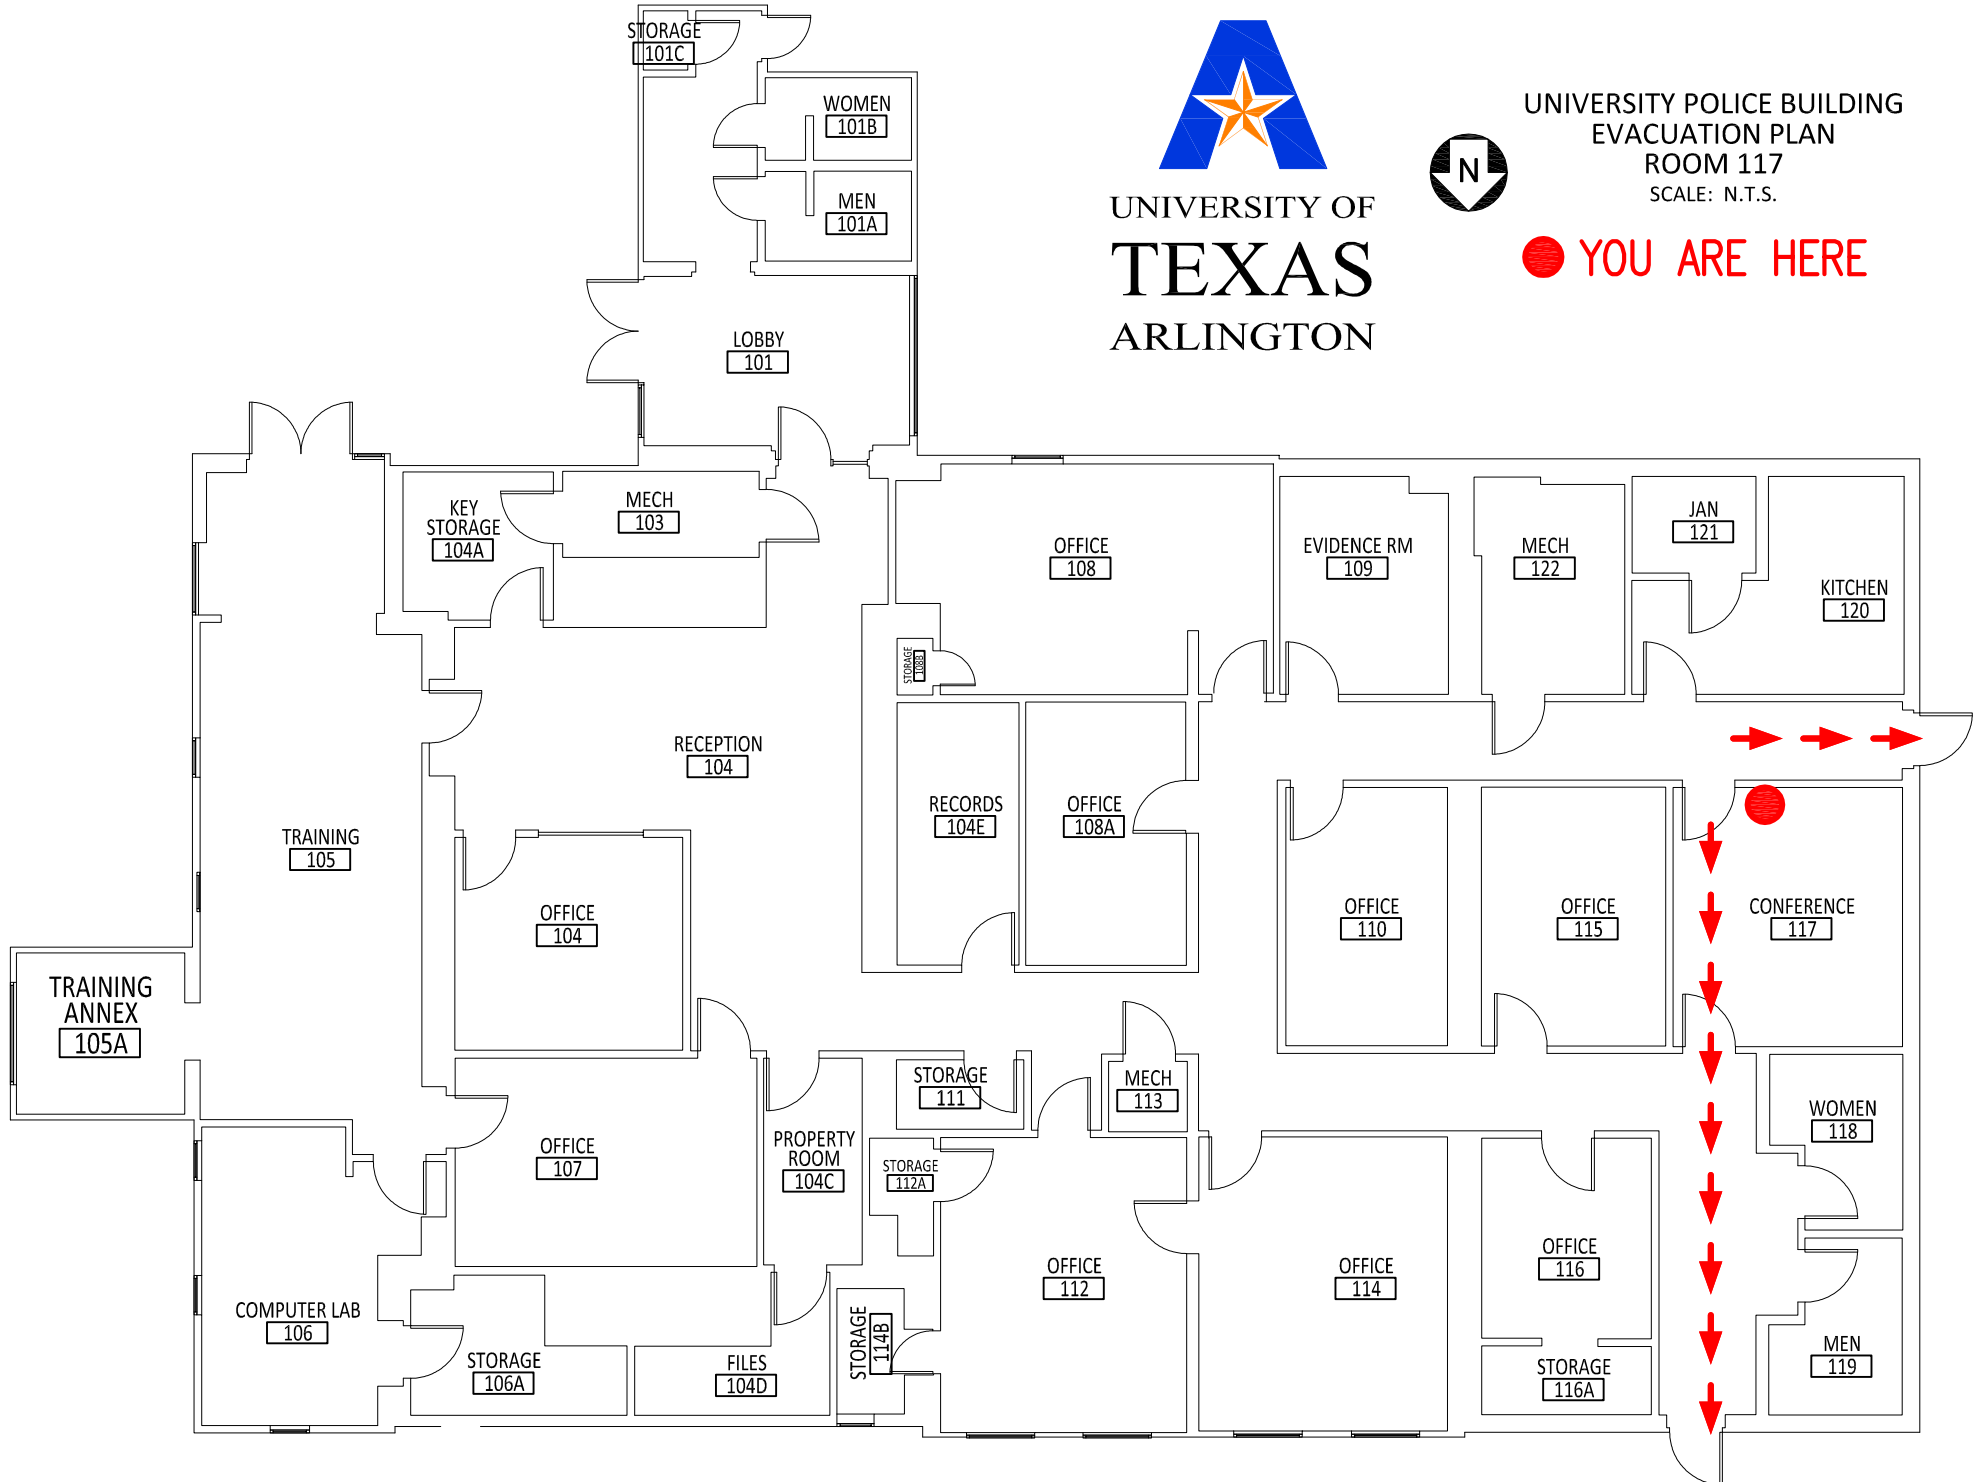 STORAGE
101C
WOMEN
101B
MEN
101A
LOBBY
101
UNIVERSITY OF
TEXAS
ARLINGTON
N
UNIVERSITY POLICE BUILDING
EVACUATION PLAN
ROOM 117
SCALE: N.T.S.
YOU ARE HERE
KEY
STORAGE
104A
MECH
103
OFFICE
108
EVIDENCE RM
109
MECH
122
JAN
121
KITCHEN
120
STORAGE
108B
RECEPTION
104
TRAINING
105
RECORDS
104E
OFFICE
108A
OFFICE
104
OFFICE
110
OFFICE
115
CONFERENCE
117
TRAINING
ANNEX
105A
STORAGE
111
MECH
113
WOMEN
118
OFFICE
107
PROPERTY
ROOM
104C
STORAGE
112A
OFFICE
112
OFFICE
114
OFFICE
116
COMPUTER LAB
106
STORAGE
106A
FILES
104D
STORAGE
114B
STORAGE
116A
MEN
119